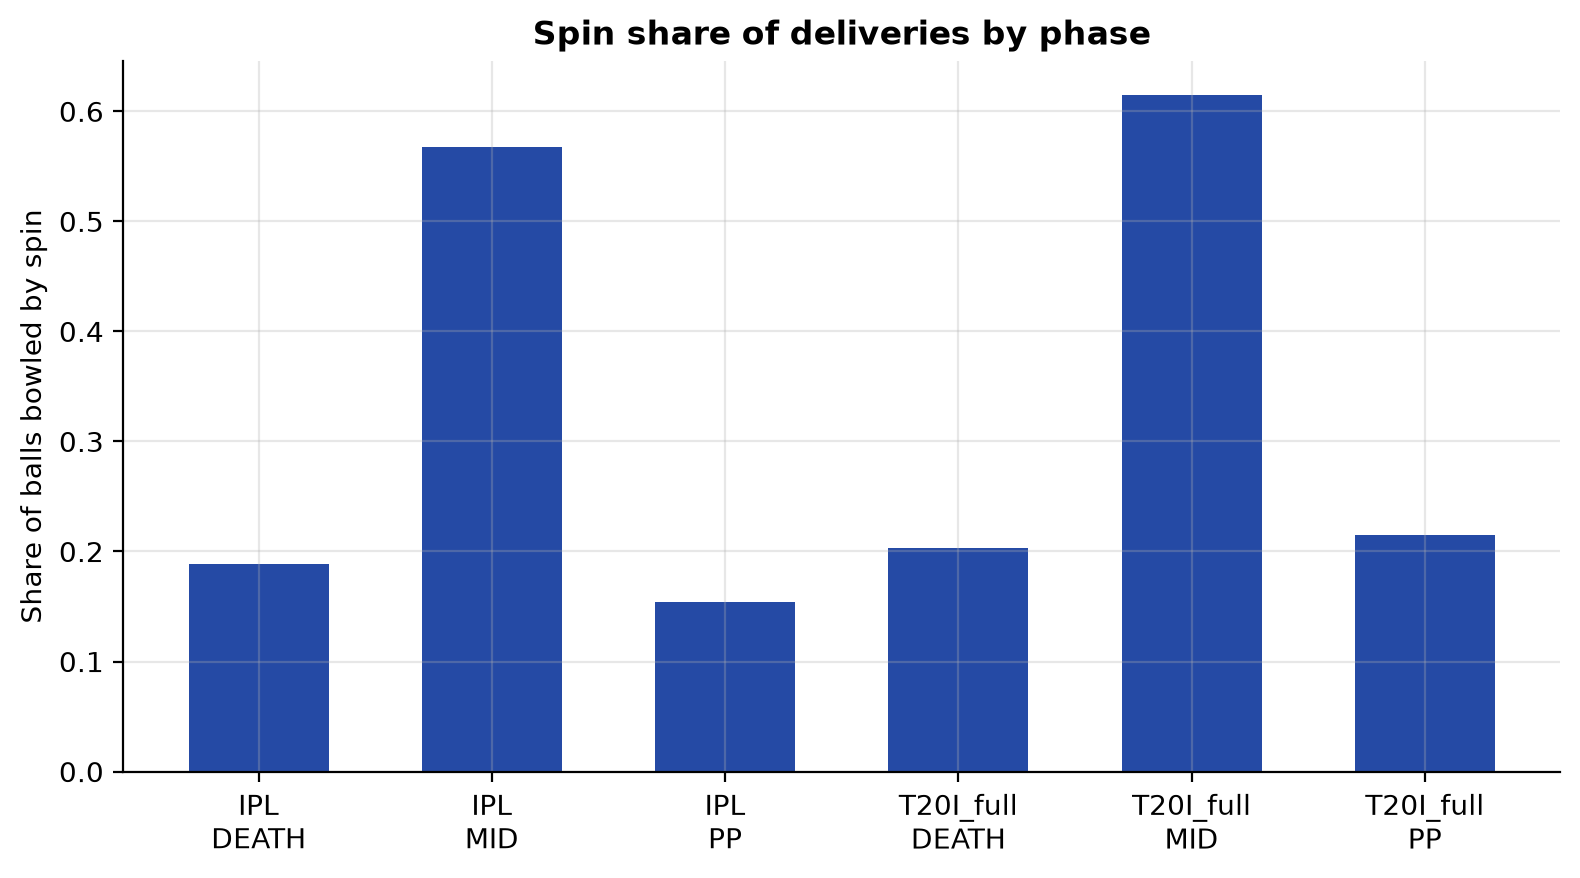 Spin share of deliveries by phase
Share of balls bowled by spin
0.6
0.5
0.4
0.3
0.2
0.1
0.0
IPL
DEATH
IPL
MID
IPL
PP
T20I_full
DEATH
T20I_full
MID
T20I_full
PP